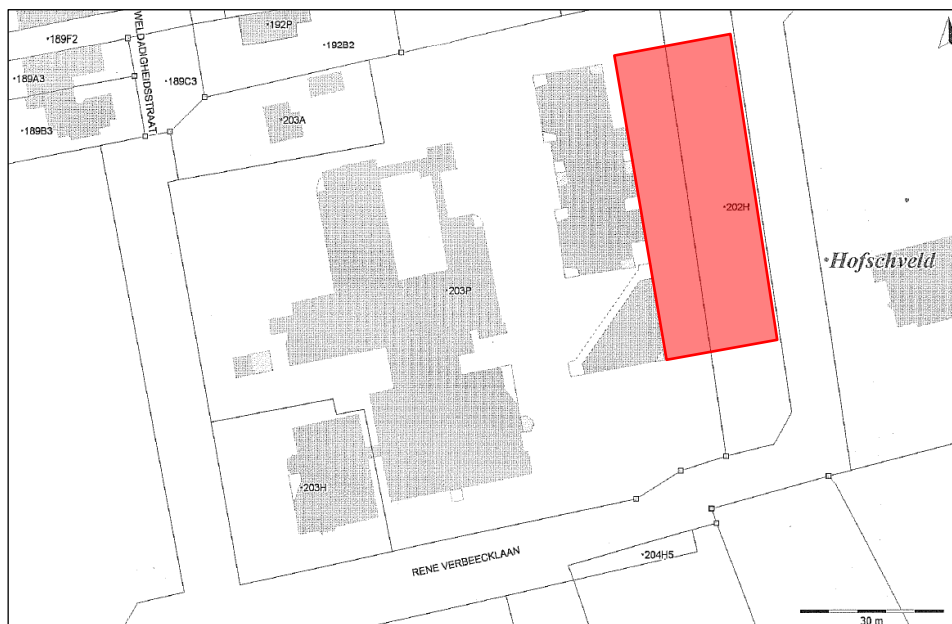 189F2
192P
192B2
WELDADIGHEIDSSTRAAT
189A3
189C3
189B3
203A
202H
Hofschveld
203P
203H
RENE VERBEECKLAAN
204H5
30 m